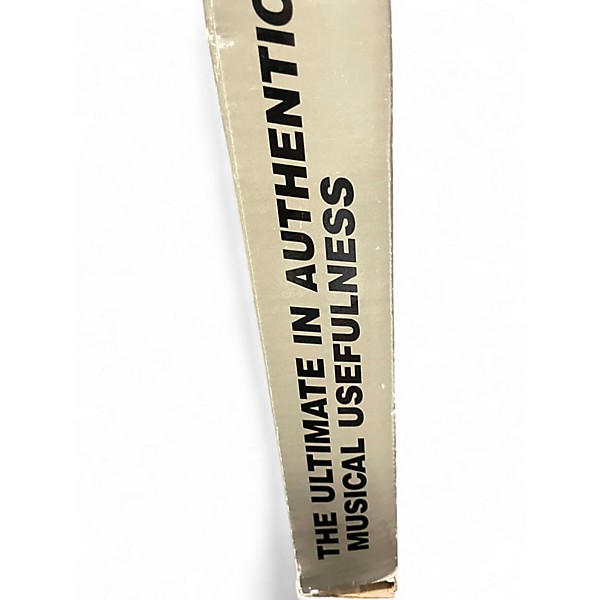 THE ULTIMATE IN AUTHENTIC
MUSICAL USEFULNESS